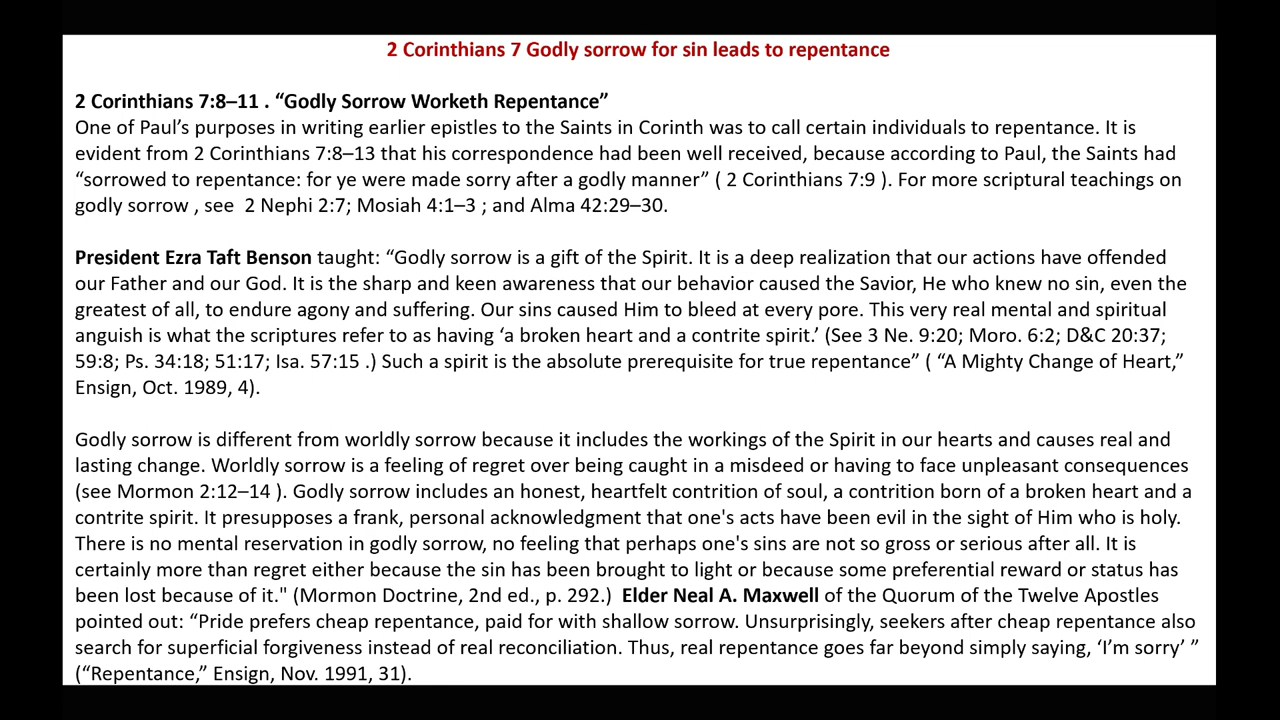 2 Corinthians 7 Godly sorrow for sin leads to repentance
2 Corinthians 7:8–11 . “Godly Sorrow Worketh Repentance”
One of Paul’s purposes in writing earlier epistles to the Saints in Corinth was to call certain individuals to repentance. It is
evident from 2 Corinthians 7:8–13 that his correspondence had been well received, because according to Paul, the Saints had
“sorrowed to repentance: for ye were made sorry after a godly manner” ( 2 Corinthians 7:9 ). For more scriptural teachings on
godly sorrow , see  2 Nephi 2:7; Mosiah 4:1–3 ; and Alma 42:29–30.
President Ezra Taft Benson taught: “Godly sorrow is a gift of the Spirit. It is a deep realization that our actions have offended
our Father and our God. It is the sharp and keen awareness that our behavior caused the Savior, He who knew no sin, even the
greatest of all, to endure agony and suffering. Our sins caused Him to bleed at every pore. This very real mental and spiritual
anguish is what the scriptures refer to as having ‘a broken heart and a contrite spirit.’ (See 3 Ne. 9:20; Moro. 6:2; D&C 20:37;
59:8; Ps. 34:18; 51:17; Isa. 57:15 .) Such a spirit is the absolute prerequisite for true repentance” ( “A Mighty Change of Heart,”
Ensign, Oct. 1989, 4).
Godly sorrow is different from worldly sorrow because it includes the workings of the Spirit in our hearts and causes real and
lasting change. Worldly sorrow is a feeling of regret over being caught in a misdeed or having to face unpleasant consequences
(see Mormon 2:12–14 ). Godly sorrow includes an honest, heartfelt contrition of soul, a contrition born of a broken heart and a
contrite spirit. It presupposes a frank, personal acknowledgment that one's acts have been evil in the sight of Him who is holy.
There is no mental reservation in godly sorrow, no feeling that perhaps one's sins are not so gross or serious after all. It is
certainly more than regret either because the sin has been brought to light or because some preferential reward or status has
been lost because of it." (Mormon Doctrine, 2nd ed., p. 292.)  Elder Neal A. Maxwell of the Quorum of the Twelve Apostles
pointed out: “Pride prefers cheap repentance, paid for with shallow sorrow. Unsurprisingly, seekers after cheap repentance also
search for superficial forgiveness instead of real reconciliation. Thus, real repentance goes far beyond simply saying, ‘I’m sorry’ ”
(“Repentance,” Ensign, Nov. 1991, 31).